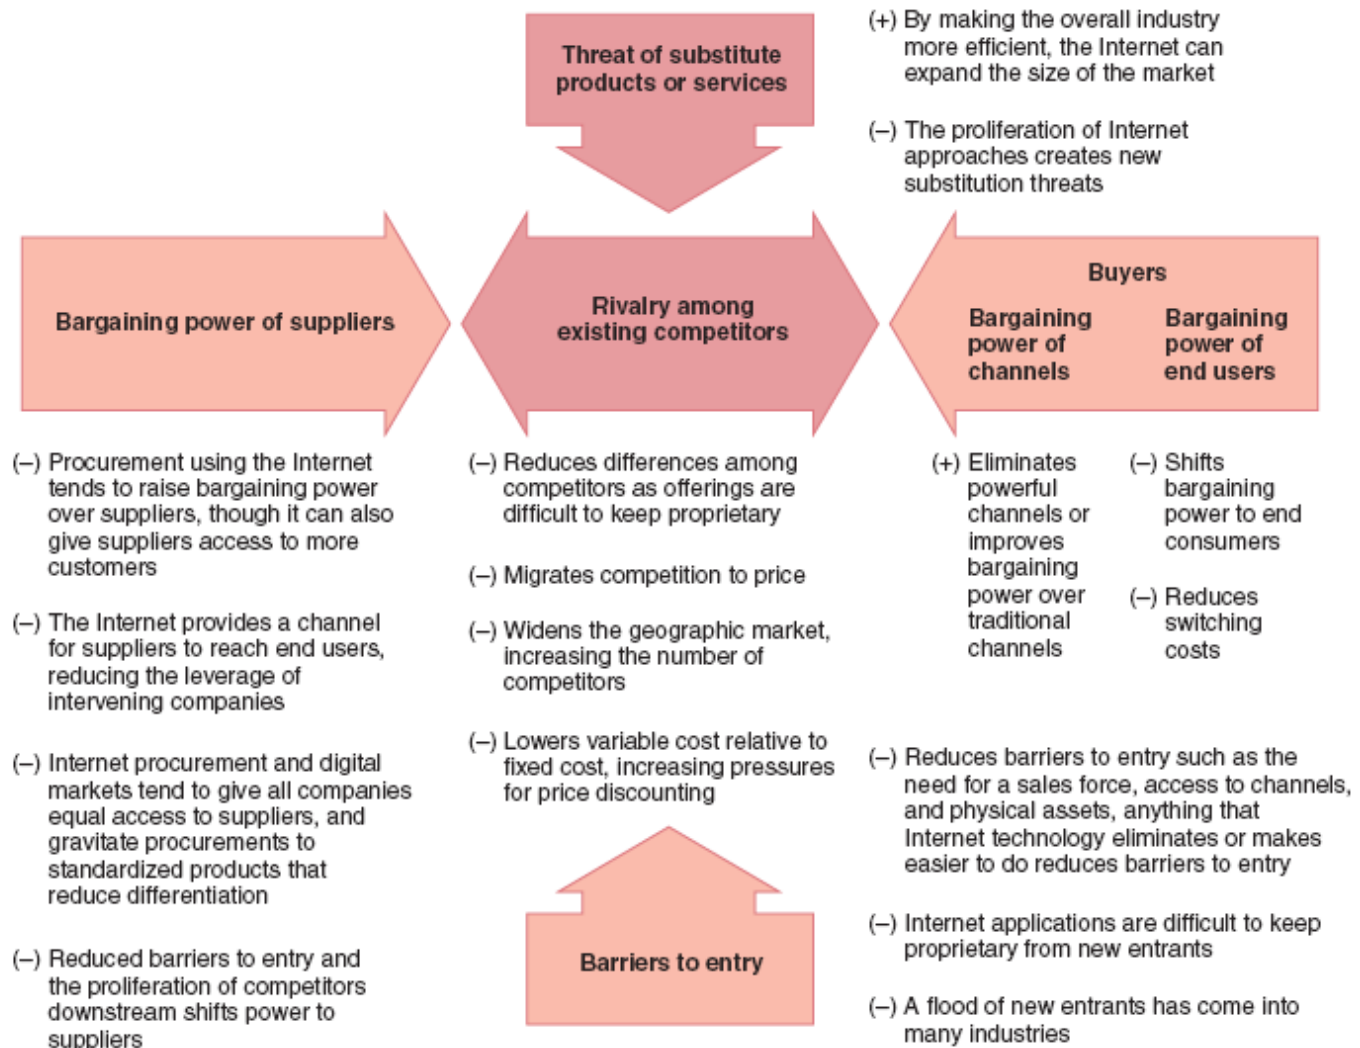 Threat of substitute
products or services
(+) By making the overall industry
more efficient, the Internet can
expand the size of the market
(–) The proliferation of Internet
approaches creates new
substitution threats
Bargaining power of suppliers
Rivalry among
existing competitors
Buyers
Bargaining
power of
channels
Bargaining
power of
end users
(–) Procurement using the Internet
tends to raise bargaining power
over suppliers, though it can also
give suppliers access to more
customers
(–) The Internet provides a channel
for suppliers to reach end users,
reducing the leverage of
intervening companies
(–) Internet procurement and digital
markets tend to give all companies
equal access to suppliers, and
gravitate procurements to
standardized products that
reduce differentiation
(–) Reduced barriers to entry and
the proliferation of competitors
downstream shifts power to
suppliers
(–) Reduces differences among
competitors as offerings are
difficult to keep proprietary
(–) Migrates competition to price
(–) Widens the geographic market,
increasing the number of
competitors
(–) Lowers variable cost relative to
fixed cost, increasing pressures
for price discounting
(+) Eliminates
powerful
channels or
improves
bargaining
power over
traditional
channels
(–) Shifts
bargaining
power to end
consumers
(–) Reduces
switching
costs
Barriers to entry
(–) Reduces barriers to entry such as the
need for a sales force, access to channels,
and physical assets, anything that
Internet technology eliminates or makes
easier to do reduces barriers to entry
(–) Internet applications are difficult to keep
proprietary from new entrants
(–) A flood of new entrants has come into
many industries